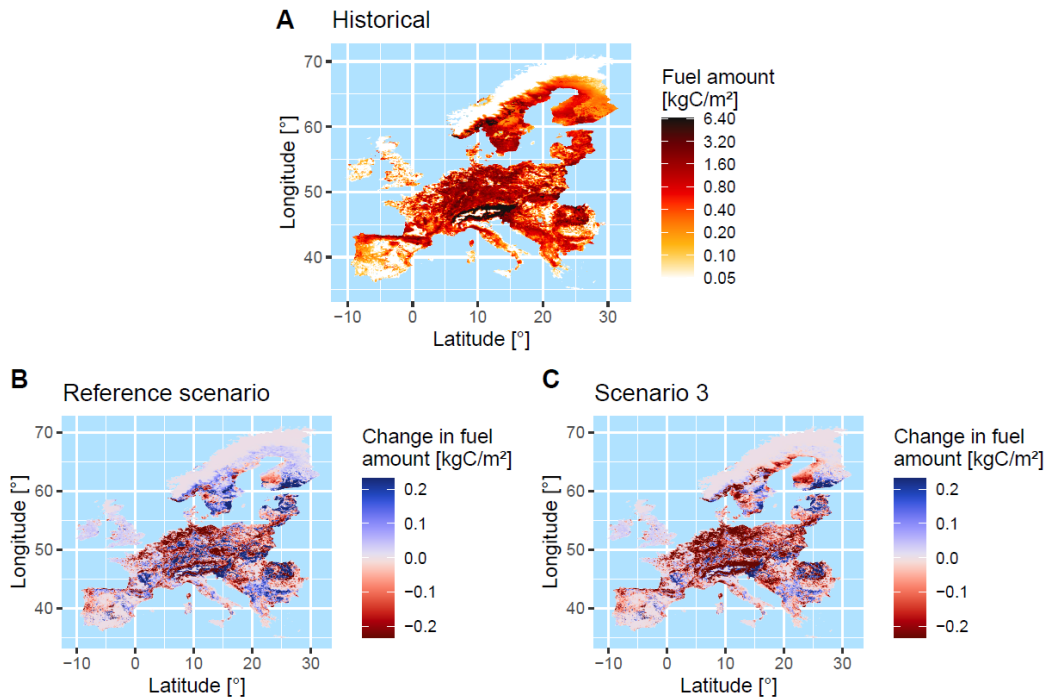 A Historical
70
60
50
40
Longitude [°]
−10 0 10 20 30
Latitude [°]
Fuel amount
[kgC/m²]
6.40
3.20
1.60
0.80
0.40
0.20
0.10
0.05
B Reference scenario
70
60
50
40
Longitude [°]
−10 0 10 20 30
Latitude [°]
Change in fuel
amount [kgC/m²]
0.2
0.1
0.0
−0.1
−0.2
C Scenario 3
70
60
50
40
Longitude [°]
−10 0 10 20 30
Latitude [°]
Change in fuel
amount [kgC/m²]
0.2
0.1
0.0
−0.1
−0.2